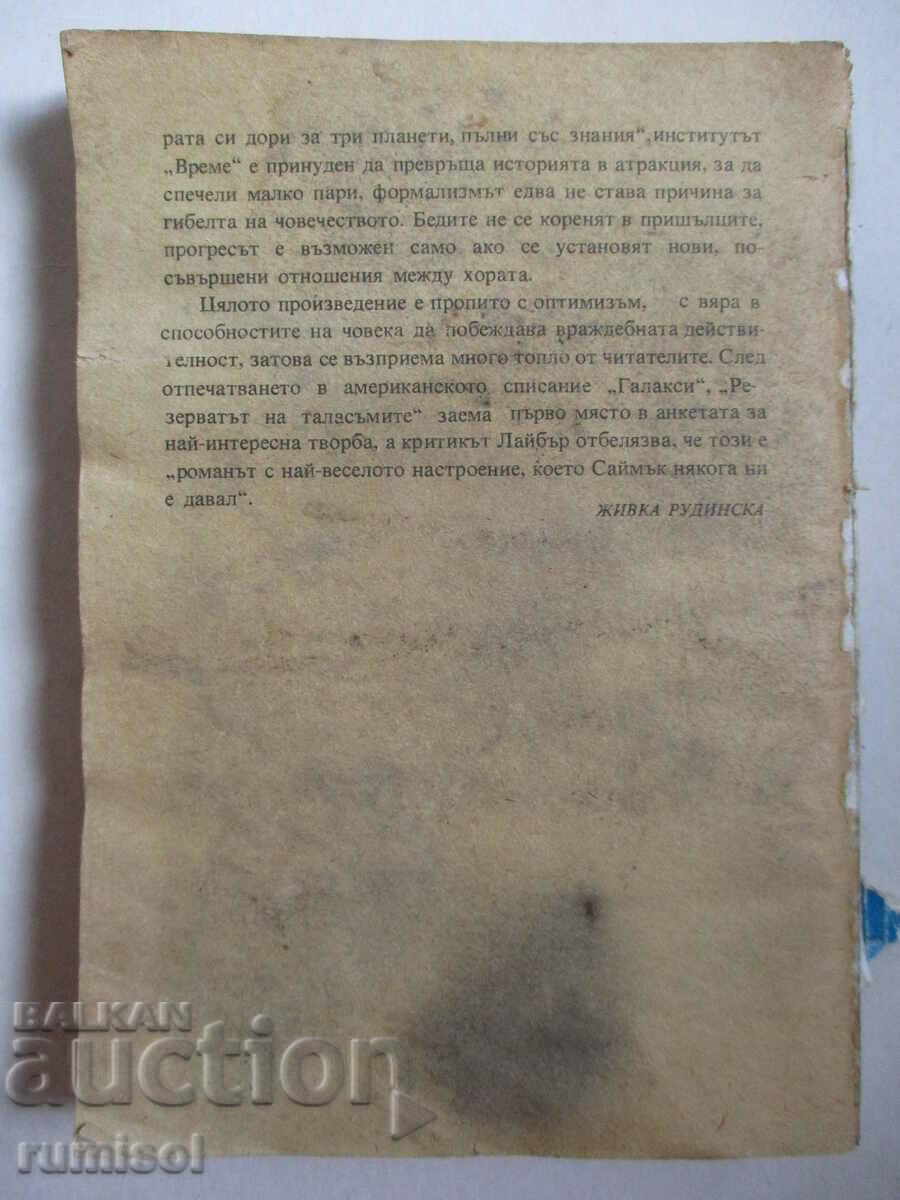 рата си дори за три планети, пълни със знания“,институтът
„Време“ е принуден да превръща историята в атракция, за да
спечели малко пари, формализмът едва не става причина за
гибелта на човечеството. Бедите не се коренят в пришълците,
прогресът е възможен само ако се установят нови, по-
съвършени отношения между хората.
Цялото произведение е пропито с оптимизъм, с вяра в
способностите на човека да побеждава враждебната действи-
телност, затова се възприема много топло от читателите. След
отпечатването в американското списание „Галакси“, „Ре-
зерватът на таласъмите“ заема първо място в анкетата за
най-интересна творба, а критикът Лайбър отбелязва, че този е
„романът с най-веселото настроение, което Саймък някога ни
е давал“.
ЖИВКА РУДИНСКА
BALKAN
auction
rumisol